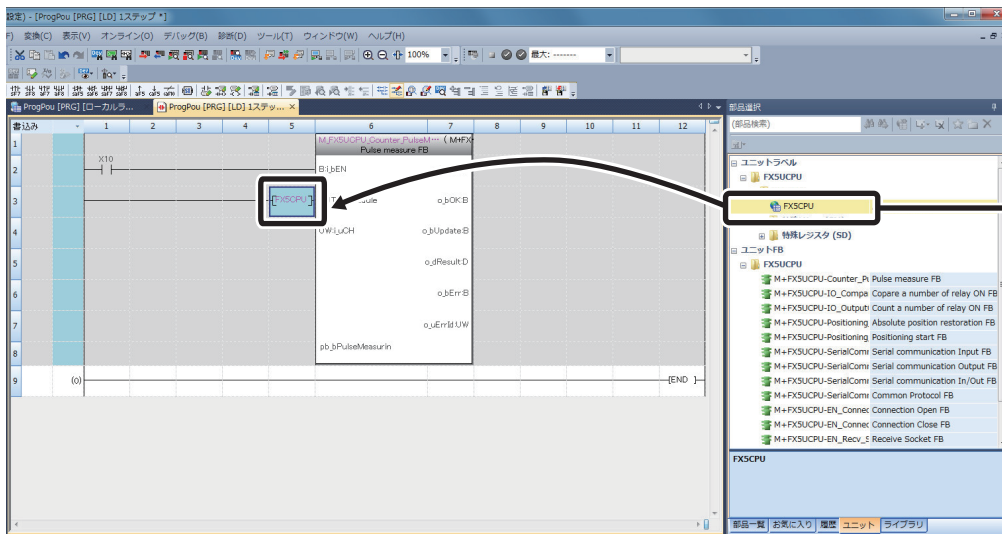 設定) - [ProgPou [PRG] [LD] 1ステップ *]
変換(C) 表示(V) オンライン(O) デバッグ(B) 診断(D) ツール(T) ウィンドウ(W) ヘルプ(H)
100% 最大: -------
ProgPou [PRG] [ローカルラ... ProgPou [PRG] [LD] 1ステッ... ×
書込み 1 2 3 4 5 6 7 8 9 10 11 12
1 M_FX5UCPU_Counter_PulseM··· ( M+FX
Pulse measure FB
2 X10 B:i_bEN
3 FX5CPU o_bOK:B
4 UW:i_uCH o_bUpdate:B
5 o_dResult:D
6 o_bErr:B
7 o_uErrId:UW
8 pb_bPulseMeasurin
9 (0) [END ]
部品選択
(部品検索)
ユニットラベル
FX5UCPU
FX5CPU
特殊レジスタ (SD)
ユニットFB
FX5UCPU
M+FX5UCPU-Counter_Pu Pulse measure FB
M+FX5UCPU-IO_Compa Copare a number of relay ON FB
M+FX5UCPU-IO_Output Count a number of relay ON FB
M+FX5UCPU-Positioning Absolute position restoration FB
M+FX5UCPU-Positioning Positioning start FB
M+FX5UCPU-SerialComm Serial communication Input FB
M+FX5UCPU-SerialComm Serial communication Output FB
M+FX5UCPU-SerialComm Serial communication In/Out FB
M+FX5UCPU-SerialComm Common Protocol FB
M+FX5UCPU-EN_Connec Connection Open FB
M+FX5UCPU-EN_Connec Connection Close FB
M+FX5UCPU-EN_Recv_S Receive Socket FB
FX5CPU
部品一覧 お気に入り 履歴 ユニット ライブラリ